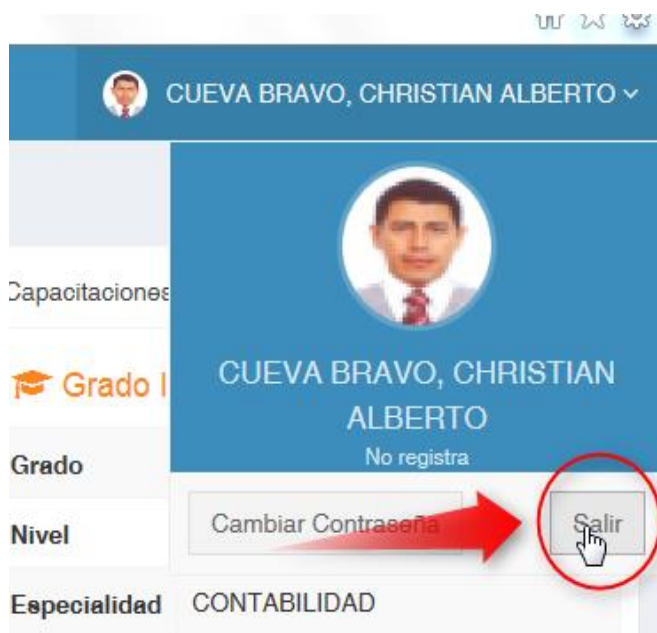 CUEVA BRAVO, CHRISTIAN ALBERTO
Capacitaciones
CUEVA BRAVO, CHRISTIAN
ALBERTO
No registra
Grado I
Grado
Cambiar Contraseña
Salir
Nivel
Especialidad CONTABILIDAD